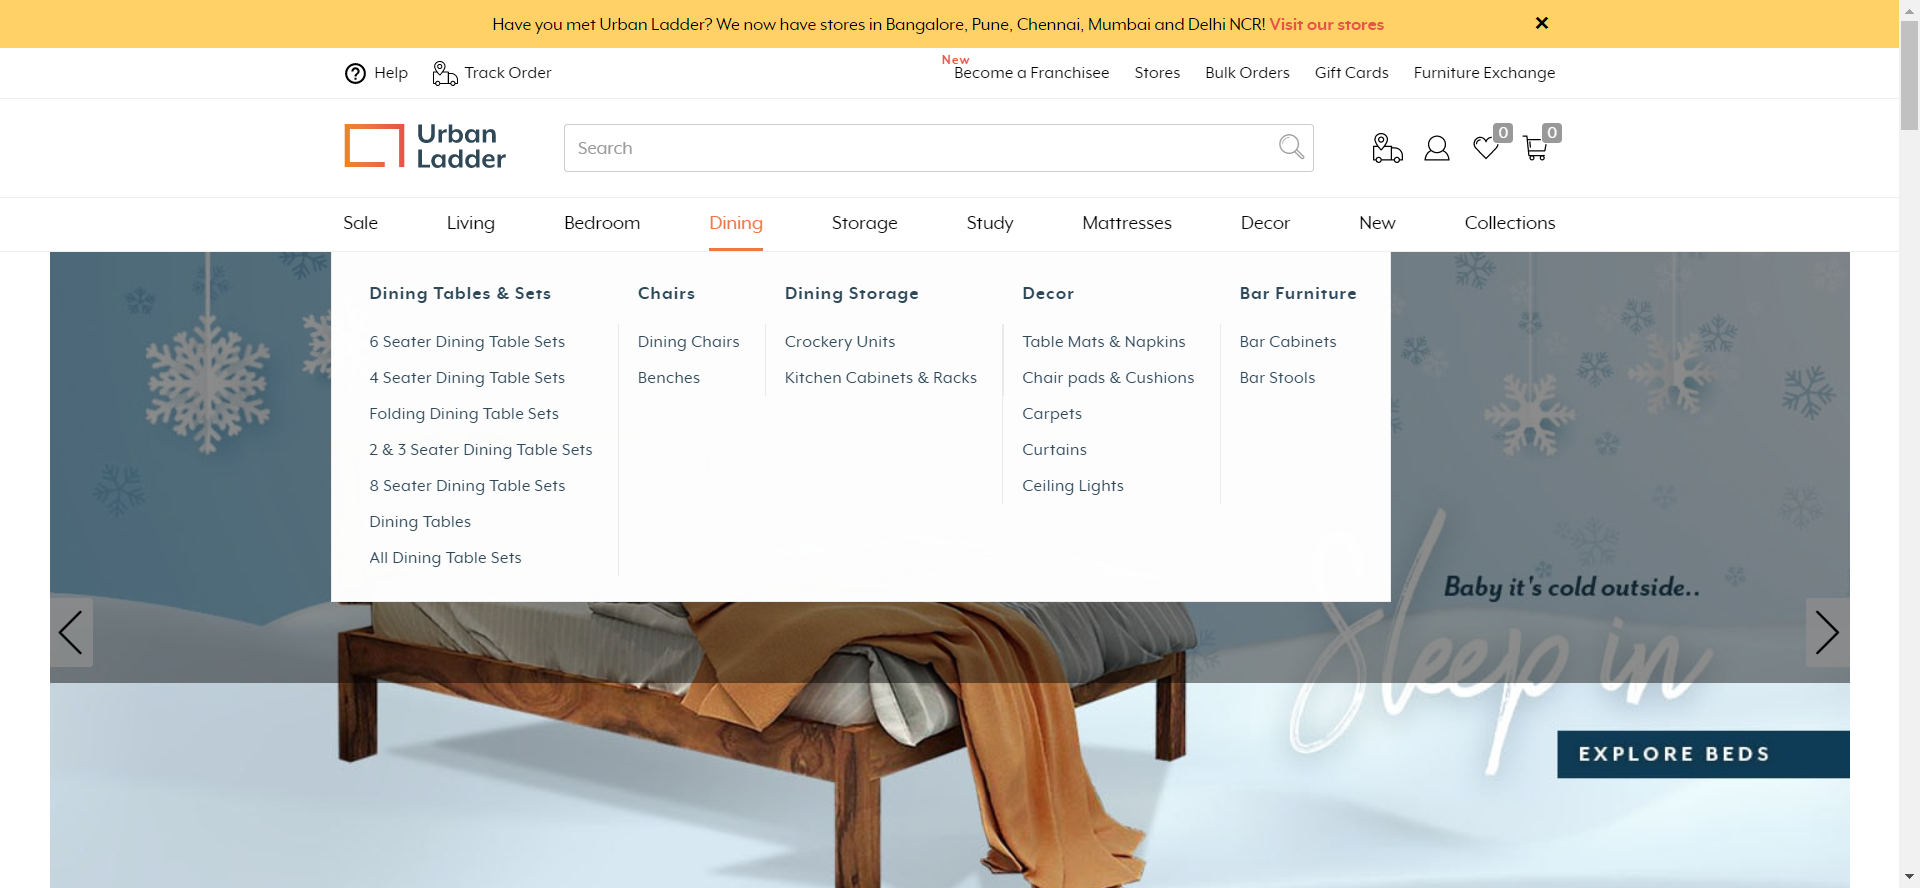 Have you met Urban Ladder? We now have stores in Bangalore, Pune, Chennai, Mumbai and Delhi NCR! Visit our stores
Help
Track Order
New
Become a Franchisee
Stores
Bulk Orders
Gift Cards
Furniture Exchange
Urban
Ladder
Search
0
0
Sale
Living
Bedroom
Dining
Storage
Study
Mattresses
Decor
New
Collections
Dining Tables & Sets
6 Seater Dining Table Sets
4 Seater Dining Table Sets
Folding Dining Table Sets
2 & 3 Seater Dining Table Sets
8 Seater Dining Table Sets
Dining Tables
All Dining Table Sets
Chairs
Dining Chairs
Benches
Dining Storage
Crockery Units
Kitchen Cabinets & Racks
Decor
Table Mats & Napkins
Chair pads & Cushions
Carpets
Curtains
Ceiling Lights
Bar Furniture
Bar Cabinets
Bar Stools
Baby it's cold outside..
Sleep in
EXPLORE BEDS